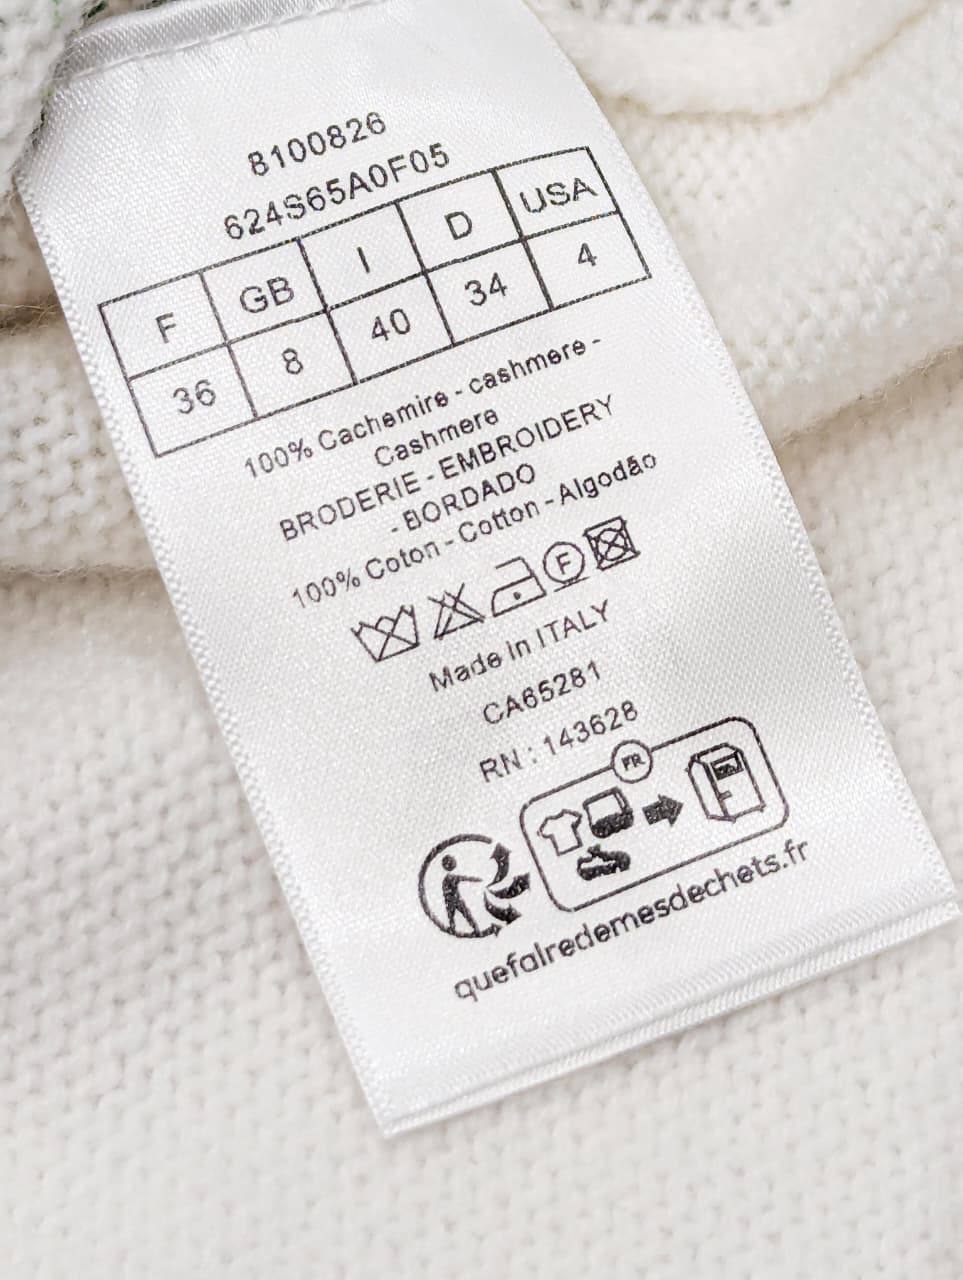 8100826
624S65A0F05
F GB I D USA
36 8 40 34 4
100% Cachemire - cashmere -
Cashmere
BRODERIE - EMBROIDERY
- BORDADO
100% Coton - Cotton - Algodão
F
Made in ITALY
CA65281
RN : 143628
FR
quefairedemesdechets.fr